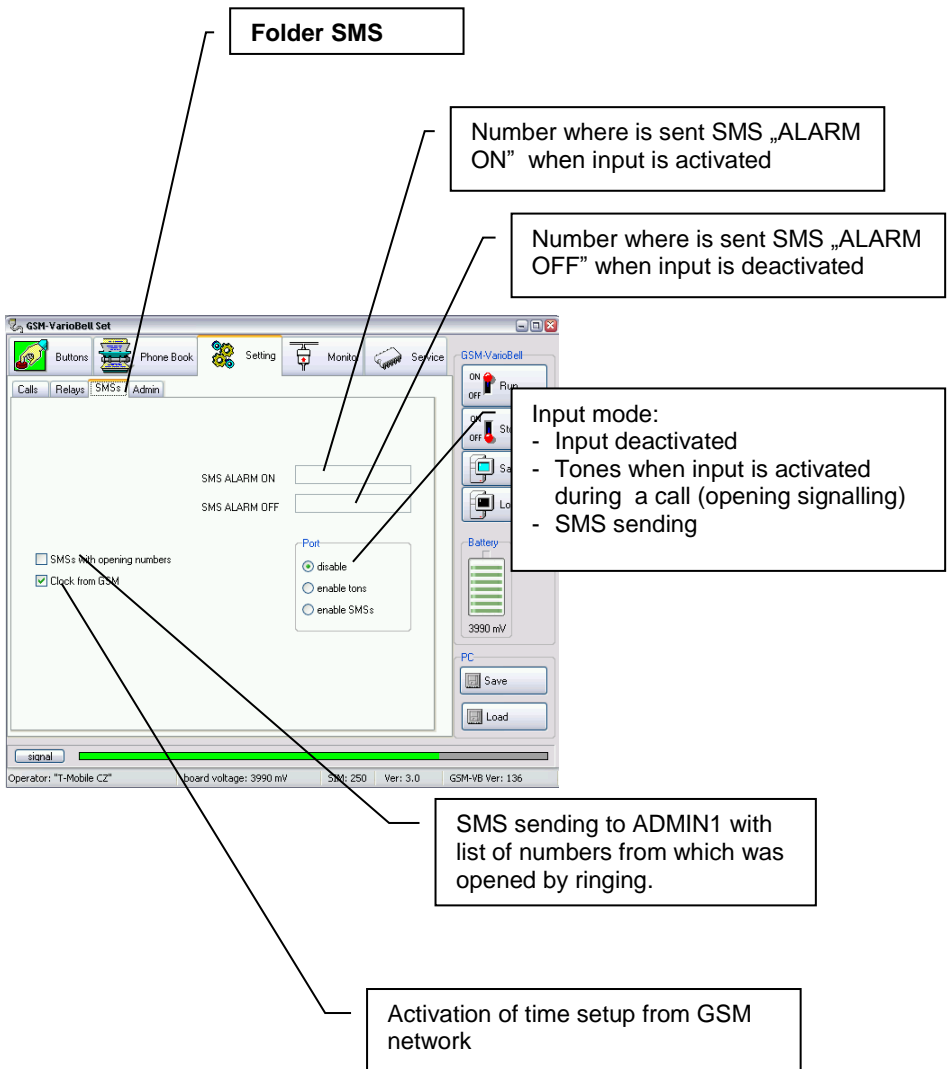 Folder SMS
Number where is sent SMS „ALARM
ON” when input is activated
Number where is sent SMS „ALARM
OFF” when input is deactivated
GSM-VarioBell Set
Buttons
Phone Book
Setting
Monitor
Service
Calls
Relays
SMSs
Admin
GSM-VarioBell
ON
OFF
Run
ON
OFF
Input mode:
- Input deactivated
- Tones when input is activated
during a call (opening signalling)
- SMS sending
SMS ALARM ON
SMS ALARM OFF
SMSs with opening numbers
Clock from GSM
Port
disable
enable tons
enable SMSs
Battery
3990 mV
PC
Save
Load
signal
Operator: "T-Mobile CZ"
board voltage: 3990 mV
SIM: 250
Ver: 3.0
GSM-VB Ver: 136
SMS sending to ADMIN1 with
list of numbers from which was
opened by ringing.
Activation of time setup from GSM
network